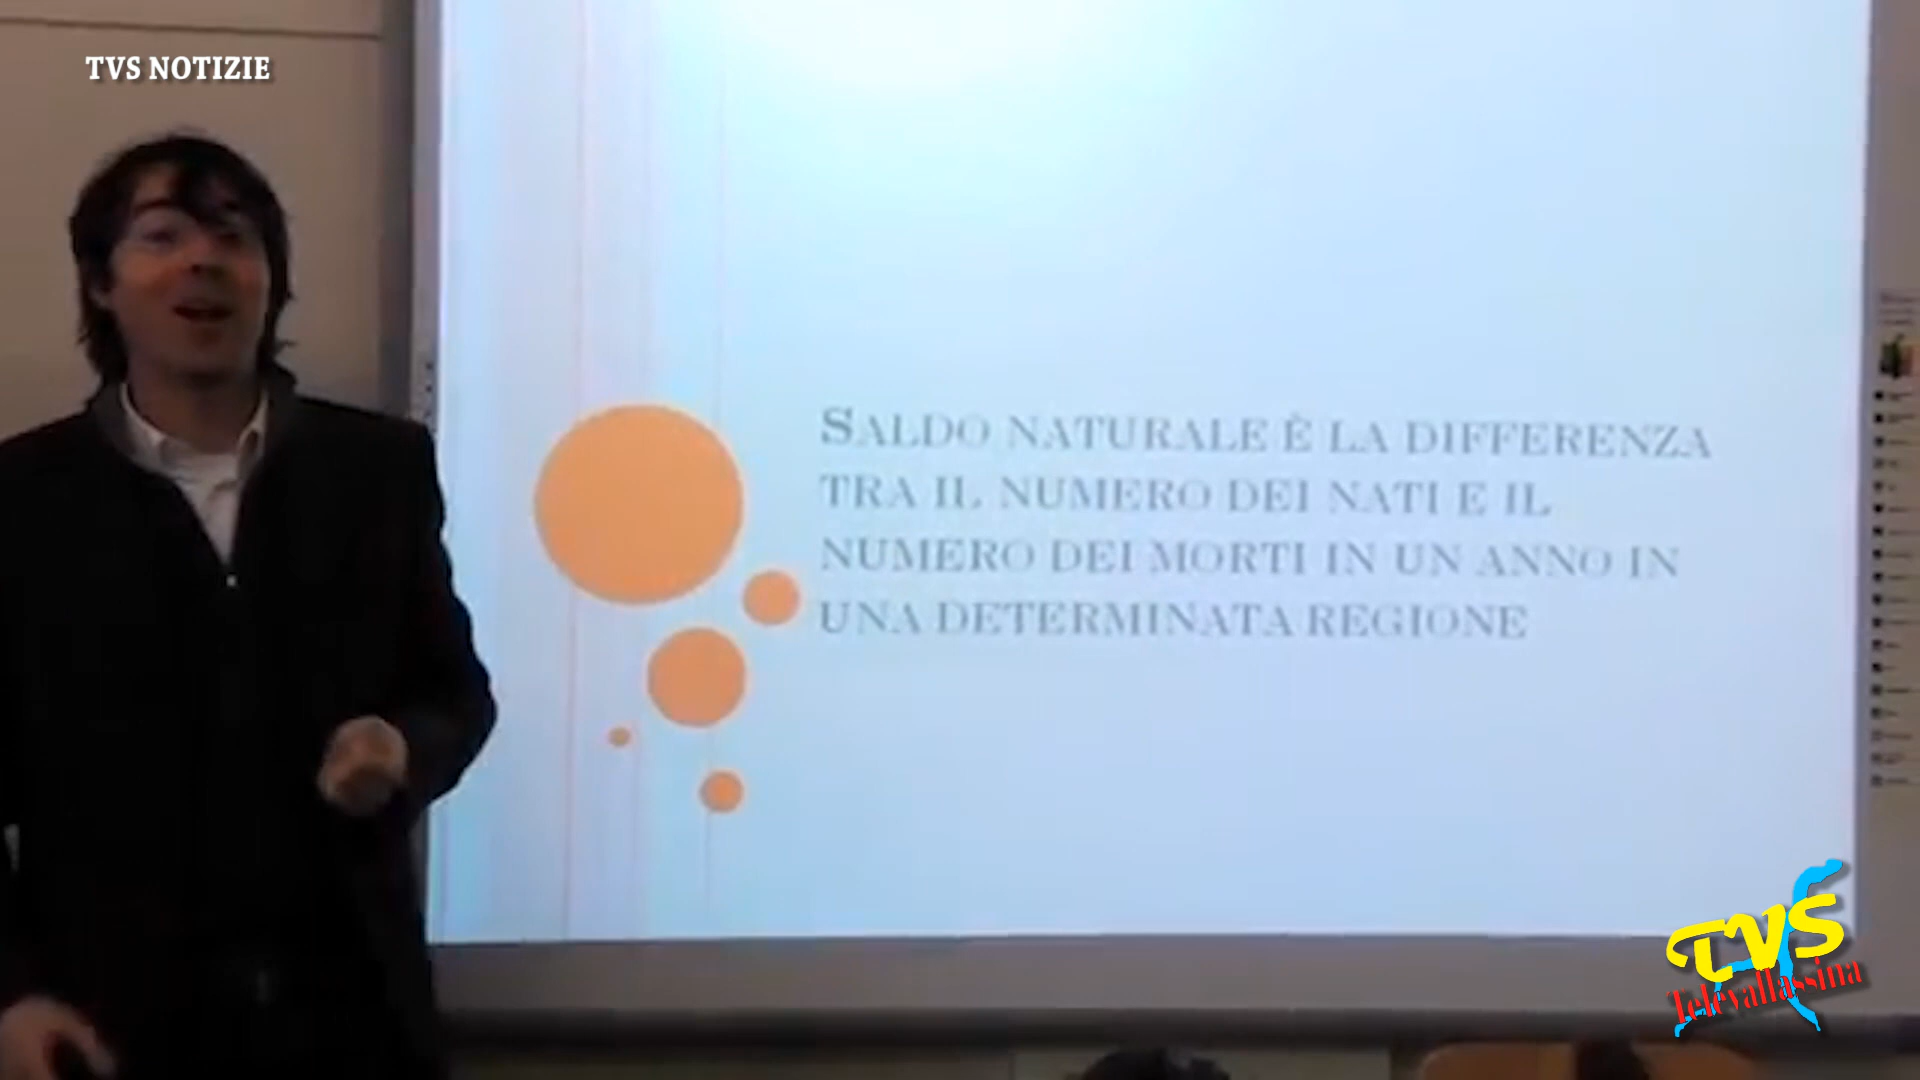 TVS NOTIZIE
SALDO NATURALE È LA DIFFERENZA
TRA IL NUMERO DEI NATI E IL
NUMERO DEI MORTI IN UN ANNO IN
UNA DETERMINATA REGIONE
TVS
Televallassina